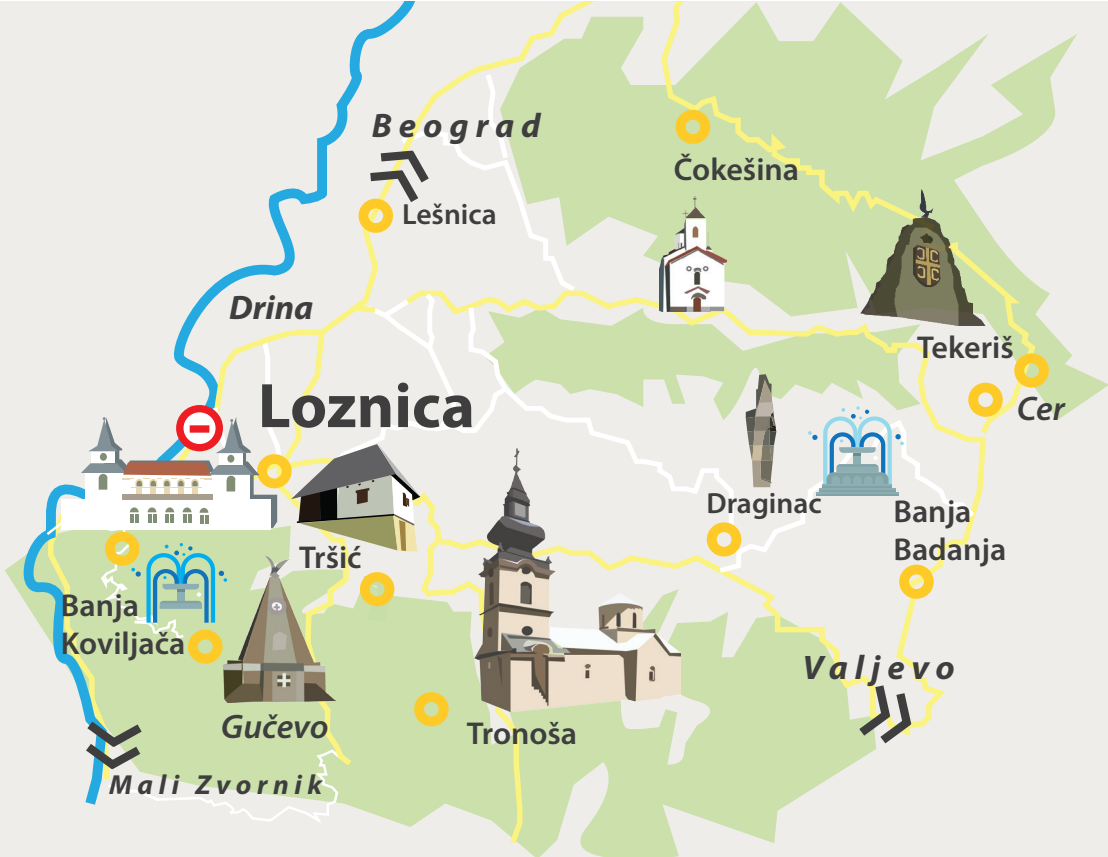 Beograd
Čokešina
Lešnica
Drina
Tekeriš
Loznica
Cer
Draginac
Banja
Badanja
Tršić
Banja
Koviljača
Valjevo
Gučevo
Tronoša
Mali Zvornik